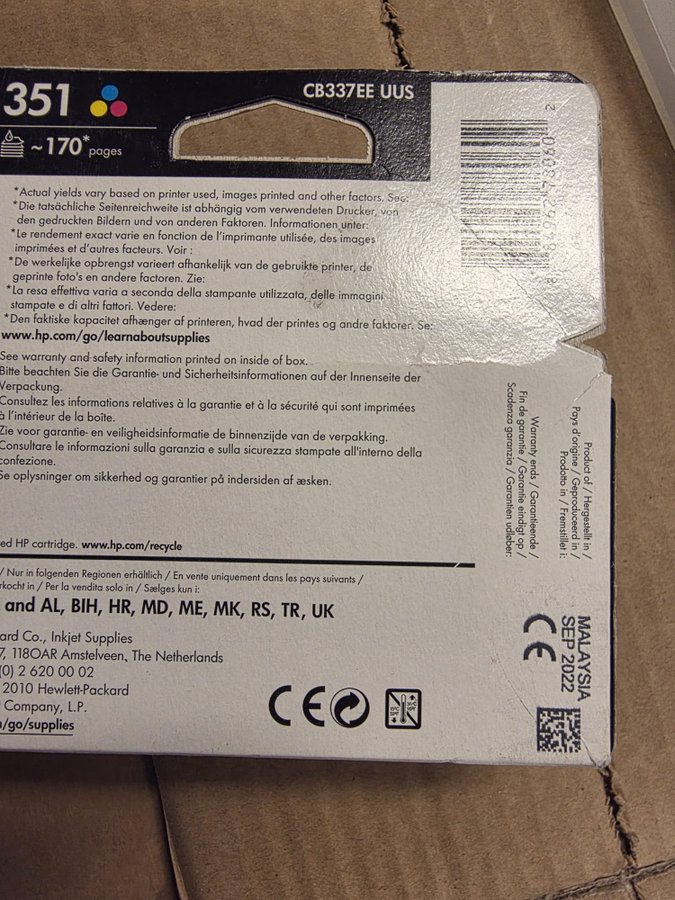 351
CB337EE UUS
~170* pages
*Actual yields vary based on printer used, images printed and other factors. See:
*Die tatsächliche Seitenreichweite ist abhängig vom verwendeten Drucker, von
den gedruckten Bildern und von anderen Faktoren. Informationen unter:
*Le rendement exact varie en fonction de l'imprimante utilisée, des images
imprimées et d'autres facteurs. Voir :
*De werkelijke opbrengst varieert afhankelijk van de gebruikte printer, de
geprinte foto's en andere factoren. Zie:
*La resa effettiva varia a seconda della stampante utilizzata, delle immagini
stampate e di altri fattori. Vedere:
*Den faktiske kapacitet afhænger af printeren, hvad der printes og andre faktorer. Se:
www.hp.com/go/learnaboutsupplies
See warranty and safety information printed on inside of box.
Bitte beachten Sie die Garantie- und Sicherheitsinformationen auf der Innenseite der
Verpackung.
Consultez les informations relatives à la garantie et à la sécurité qui sont imprimées
à l'intérieur de la boîte.
Zie voor garantie- en veiligheidsinformatie de binnenzijde van de verpakking.
Consultare le informazioni sulla garanzia e sulla sicurezza stampate all'interno della
confezione.
Se oplysninger om sikkerhed og garantier på indersiden af æsken.
ed HP cartridge. www.hp.com/recycle
/ Nur in folgenden Regionen erhältlich / En vente uniquement dans les pays suivants /
rkocht in / Per la vendita solo in / Sælges kun i:
and AL, BIH, HR, MD, ME, MK, RS, TR, UK
ard Co., Inkjet Supplies
7, 1180AR Amstelveen, The Netherlands
(0) 2 620 00 02
2010 Hewlett-Packard
Company, L.P.
/go/supplies
CE
Product of / Hergestellt in /
Pays d'origine / Geproduceerd in /
Prodotto in / Fremstillet i:
Warranty ends / Garantieende /
Fin de garantie / Garantie eindigt op /
Scadenza garanzia / Garantien udløber:
MALAYSIA
SEP 2022
CE